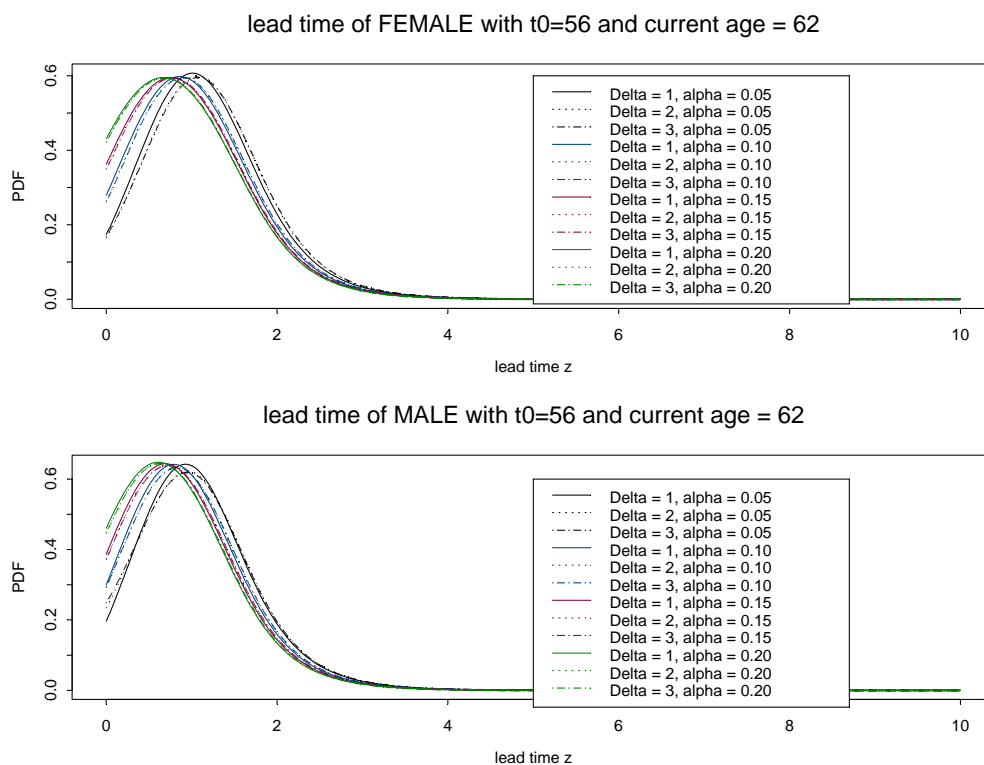 lead time of FEMALE with t0=56 and current age = 62
PDF
0.0
0.2
0.4
0.6
0 2 4 6 8 10
lead time z
Delta = 1, alpha = 0.05
Delta = 2, alpha = 0.05
Delta = 3, alpha = 0.05
Delta = 1, alpha = 0.10
Delta = 2, alpha = 0.10
Delta = 3, alpha = 0.10
Delta = 1, alpha = 0.15
Delta = 2, alpha = 0.15
Delta = 3, alpha = 0.15
Delta = 1, alpha = 0.20
Delta = 2, alpha = 0.20
Delta = 3, alpha = 0.20
lead time of MALE with t0=56 and current age = 62
PDF
0.0
0.2
0.4
0.6
0 2 4 6 8 10
lead time z
Delta = 1, alpha = 0.05
Delta = 2, alpha = 0.05
Delta = 3, alpha = 0.05
Delta = 1, alpha = 0.10
Delta = 2, alpha = 0.10
Delta = 3, alpha = 0.10
Delta = 1, alpha = 0.15
Delta = 2, alpha = 0.15
Delta = 3, alpha = 0.15
Delta = 1, alpha = 0.20
Delta = 2, alpha = 0.20
Delta = 3, alpha = 0.20